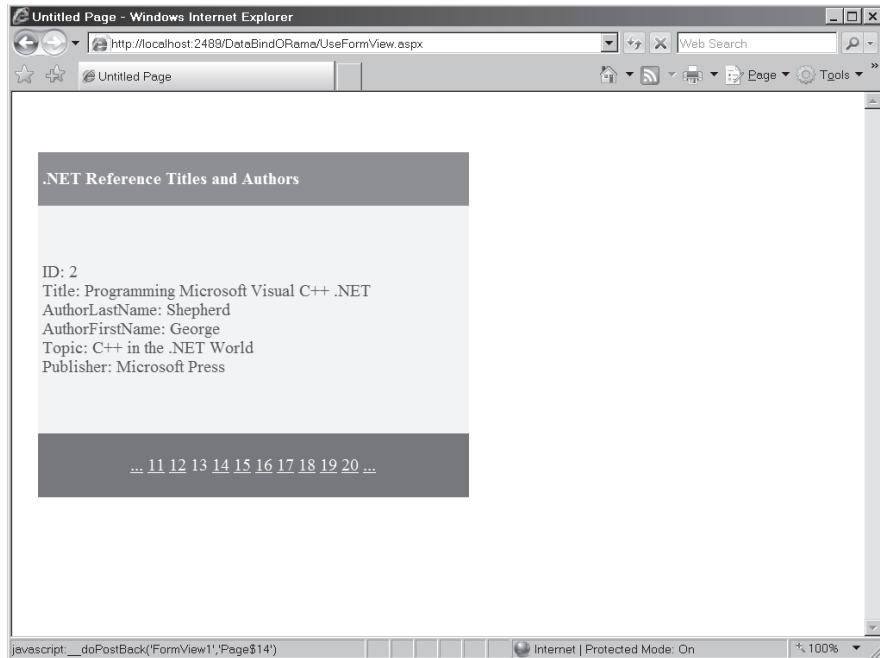 Untitled Page - Windows Internet Explorer
http://localhost:2489/DataBindORama/UseFormView.aspx
Web Search
Untitled Page
Page
Tools
.NET Reference Titles and Authors
ID: 2
Title: Programming Microsoft Visual C++ .NET
AuthorLastName: Shepherd
AuthorFirstName: George
Topic: C++ in the .NET World
Publisher: Microsoft Press
... 11 12 13 14 15 16 17 18 19 20 ...
javascript:__doPostBack('FormView1','Page$14')
Internet | Protected Mode: On
100%